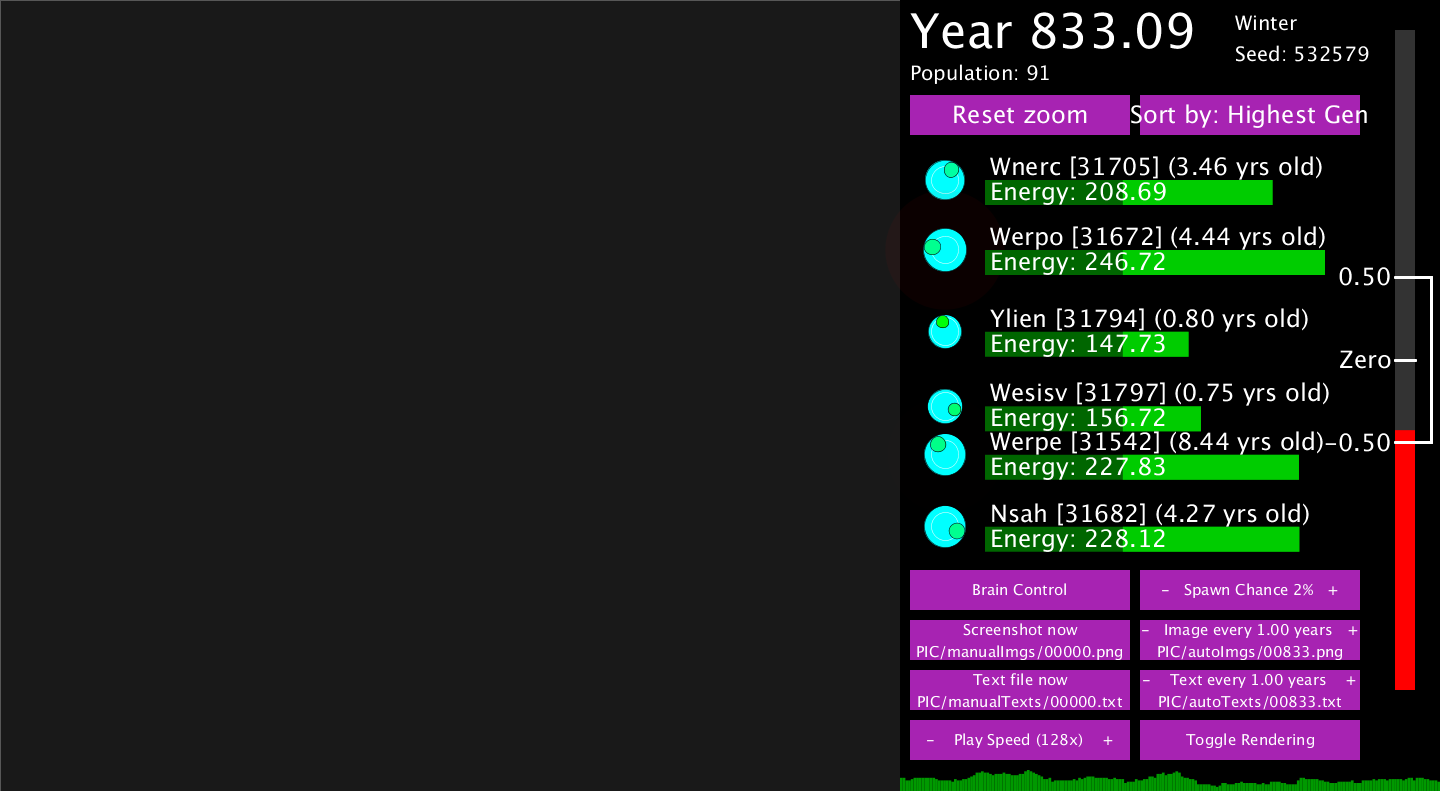 Year 833.09
Winter
Seed: 532579
Population: 91
Reset zoom
Sort by: Highest Gen
Wnerc [31705] (3.46 yrs old)
Energy: 208.69
Werpo [31672] (4.44 yrs old)
Energy: 246.72
0.50
Ylien [31794] (0.80 yrs old)
Energy: 147.73
Zero
Wesisv [31797] (0.75 yrs old)
Energy: 156.72
Werpe [31542] (8.44 yrs old)
-0.50
Energy: 227.83
Nsah [31682] (4.27 yrs old)
Energy: 228.12
Brain Control
- Spawn Chance 2% +
Screenshot now
PIC/manualImgs/00000.png
- Image every 1.00 years +
PIC/autoImgs/00833.png
Text file now
PIC/manualTexts/00000.txt
- Text every 1.00 years +
PIC/autoTexts/00833.txt
- Play Speed (128x) +
Toggle Rendering